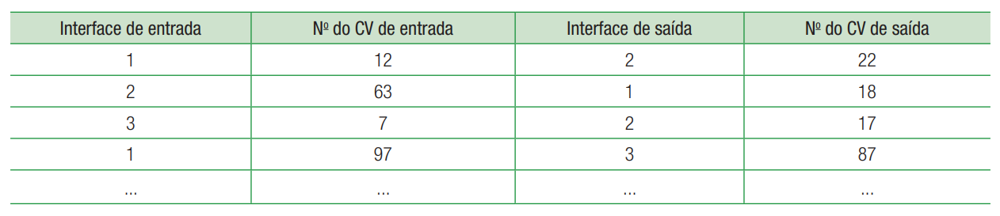 Interface de entrada Nº do CV de entrada Interface de saída Nº do CV de saída
1 12 2 22
2 63 1 18
3 7 2 17
1 97 3 87
... ... ... ...